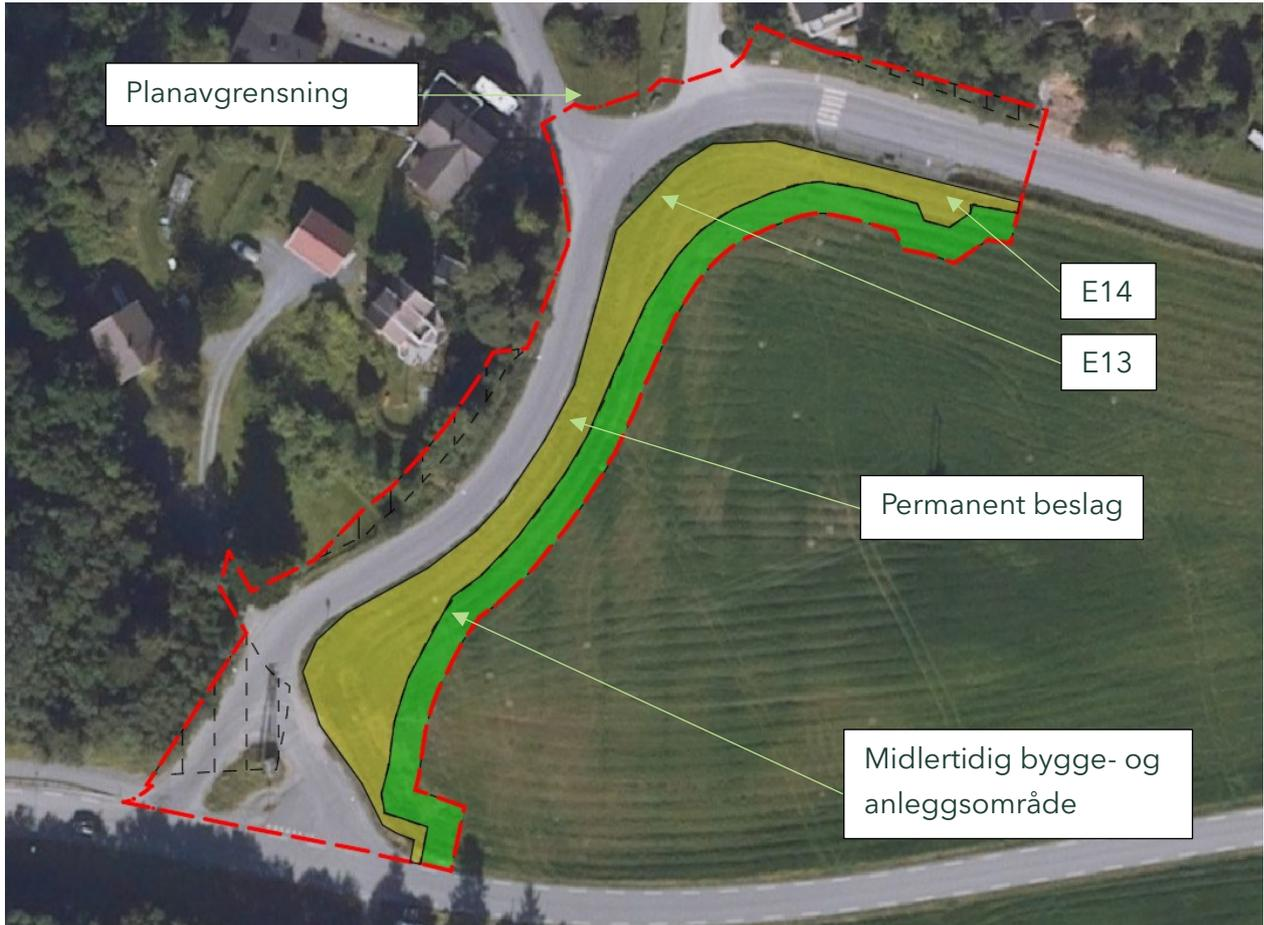 Planavgrensning
E14
E13
Permanent beslag
Midlertidig bygge- og
anleggsområde